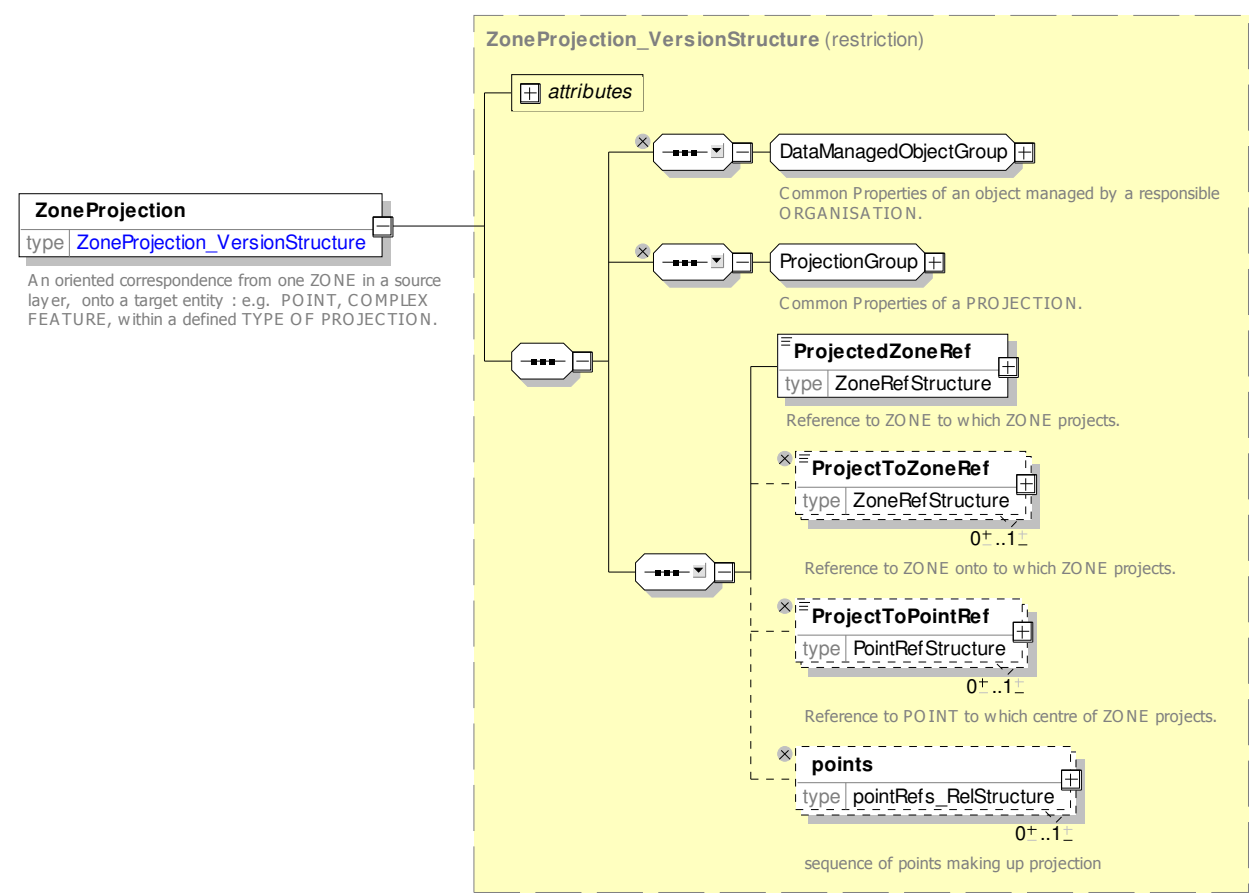 ZoneProjection_VersionStructure (restriction)
attributes
DataManagedObjectGroup
Common Properties of an object managed by a responsible
ORGANISATION.
ZoneProjection
type ZoneProjection_VersionStructure
An oriented correspondence from one ZONE in a source
layer, onto a target entity : e.g. POINT, COMPLEX
FEATURE, within a defined TYPE OF PROJECTION.
ProjectionGroup
Common Properties of a PROJECTION.
ProjectedZoneRef
type ZoneRefStructure
Reference to ZONE to which ZONE projects.
ProjectToZoneRef
type ZoneRefStructure
0..1
Reference to ZONE onto to which ZONE projects.
ProjectToPointRef
type PointRefStructure
0..1
Reference to POINT to which centre of ZONE projects.
points
type pointRefs_RelStructure
0..1
sequence of points making up projection